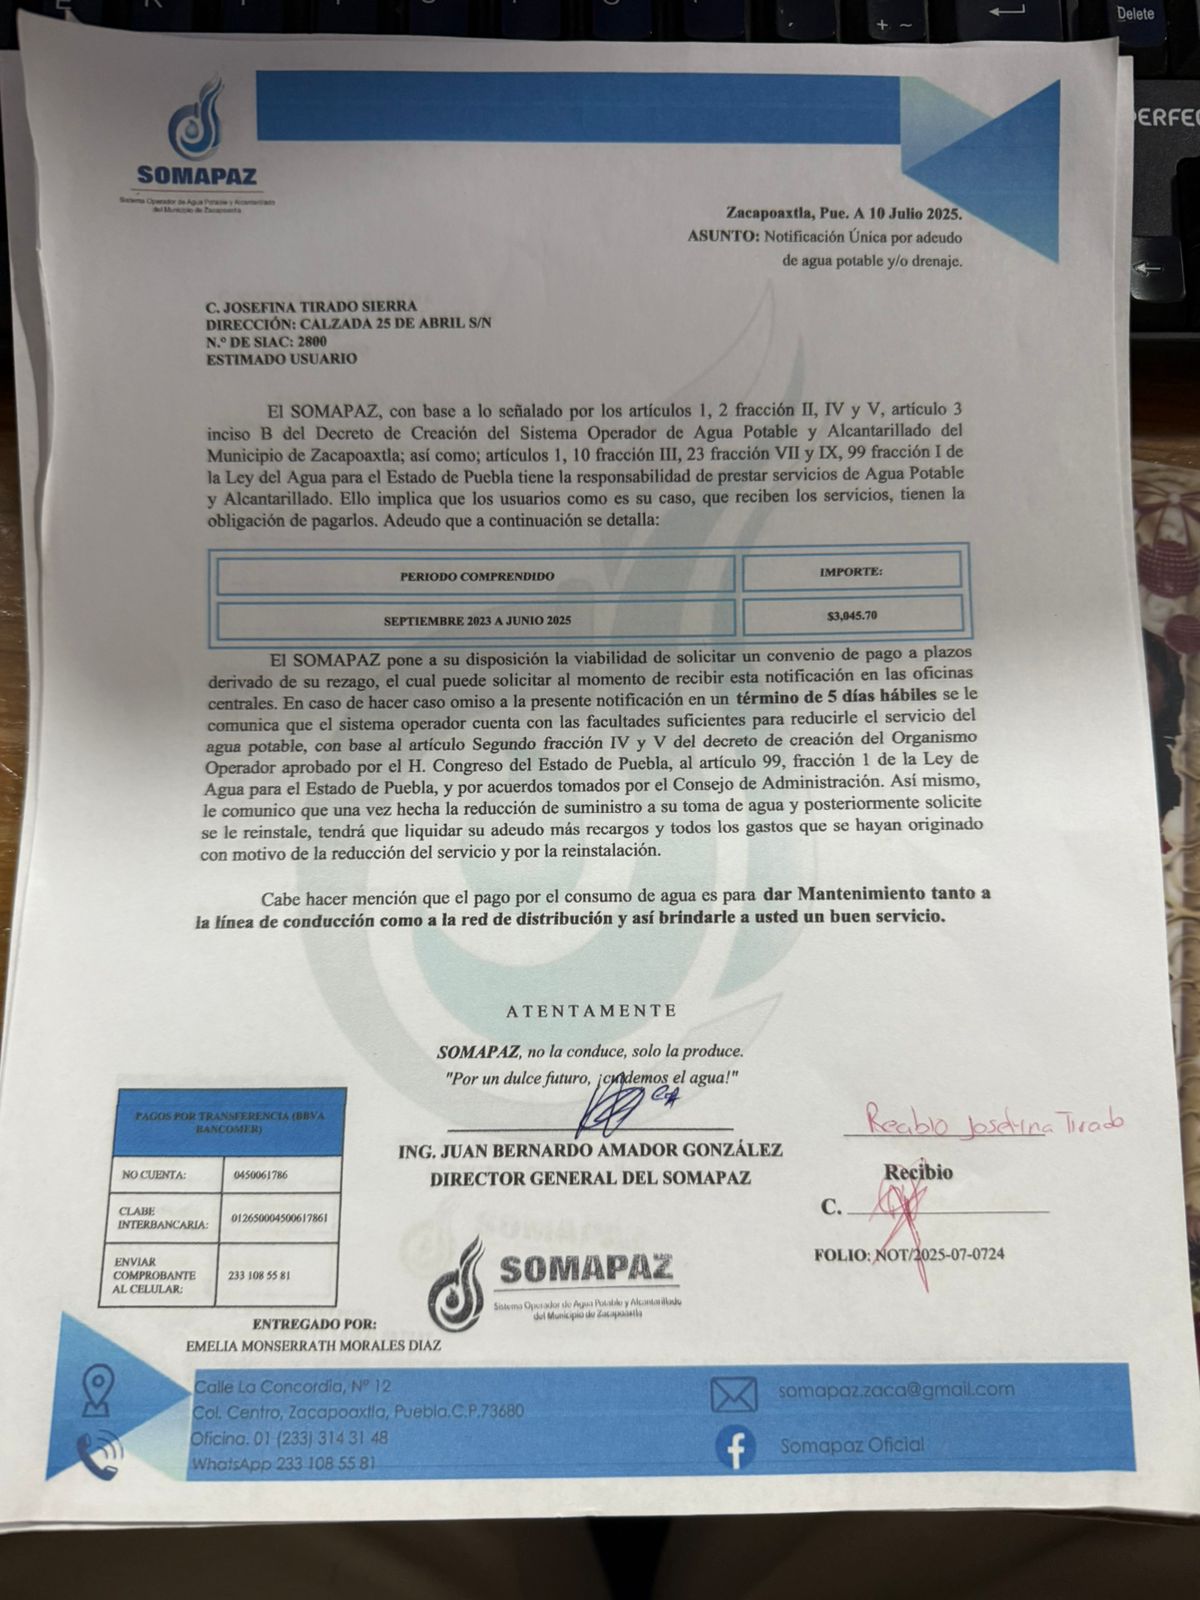 Delete
PERFEC
SOMAPAZ
Sistema Operador de Agua Potable y Alcantarillado
del Municipio de Zacapoaxtla
Zacapoaxtla, Pue. A 10 Julio 2025.
ASUNTO: Notificación Única por adeudo
de agua potable y/o drenaje.
C. JOSEFINA TIRADO SIERRA
DIRECCIÓN: CALZADA 25 DE ABRIL S/N
N.º DE SIAC: 2800
ESTIMADO USUARIO
El SOMAPAZ, con base a lo señalado por los artículos 1, 2 fracción II, IV y V, artículo 3
inciso B del Decreto de Creación del Sistema Operador de Agua Potable y Alcantarillado del
Municipio de Zacapoaxtla; así como; artículos 1, 10 fracción III, 23 fracción VII y IX, 99 fracción I de
la Ley del Agua para el Estado de Puebla tiene la responsabilidad de prestar servicios de Agua Potable
y Alcantarillado. Ello implica que los usuarios como es su caso, que reciben los servicios, tienen la
obligación de pagarlos. Adeudo que a continuación se detalla:
PERIODO COMPRENDIDO
IMPORTE:
SEPTIEMBRE 2023 A JUNIO 2025
$3,045.70
El SOMAPAZ pone a su disposición la viabilidad de solicitar un convenio de pago a plazos
derivado de su rezago, el cual puede solicitar al momento de recibir esta notificación en las oficinas
centrales. En caso de hacer caso omiso a la presente notificación en un término de 5 días hábiles se le
comunica que el sistema operador cuenta con las facultades suficientes para reducirle el servicio del
agua potable, con base al artículo Segundo fracción IV y V del decreto de creación del Organismo
Operador aprobado por el H. Congreso del Estado de Puebla, al artículo 99, fracción 1 de la Ley de
Agua para el Estado de Puebla, y por acuerdos tomados por el Consejo de Administración. Así mismo,
le comunico que una vez hecha la reducción de suministro a su toma de agua y posteriormente solicite
se le reinstale, tendrá que liquidar su adeudo más recargos y todos los gastos que se hayan originado
con motivo de la reducción del servicio y por la reinstalación.
Cabe hacer mención que el pago por el consumo de agua es para dar Mantenimiento tanto a
la línea de conducción como a la red de distribución y así brindarle a usted un buen servicio.
ATENTAMENTE
SOMAPAZ, no la conduce, solo la produce.
"Por un dulce futuro, ¡cuidemos el agua!"
ING. JUAN BERNARDO AMADOR GONZÁLEZ
DIRECTOR GENERAL DEL SOMAPAZ
PAGOS POR TRANSFERENCIA (BBVA
BANCOMER)
NO CUENTA: 0450061786
CLABE
INTERBANCARIA: 012650004500617861
ENVIAR
COMPROBANTE
AL CELULAR: 233 108 55 81
Recibio Josefina Tirado
Recibio
C.
FOLIO: NOT/2025-07-0724
SOMAPAZ
Sistema Operador de Agua Potable y Alcantarillado
del Municipio de Zacapoaxtla
ENTREGADO POR:
EMELIA MONSERRATH MORALES DIAZ
Calle La Concordia, Nº 12
Col. Centro, Zacapoaxtla, Puebla.C.P.73680
Oficina. 01 (233) 314 31 48
WhatsApp 233 108 55 81
somapaz.zaca@gmail.com
Somapaz Oficial